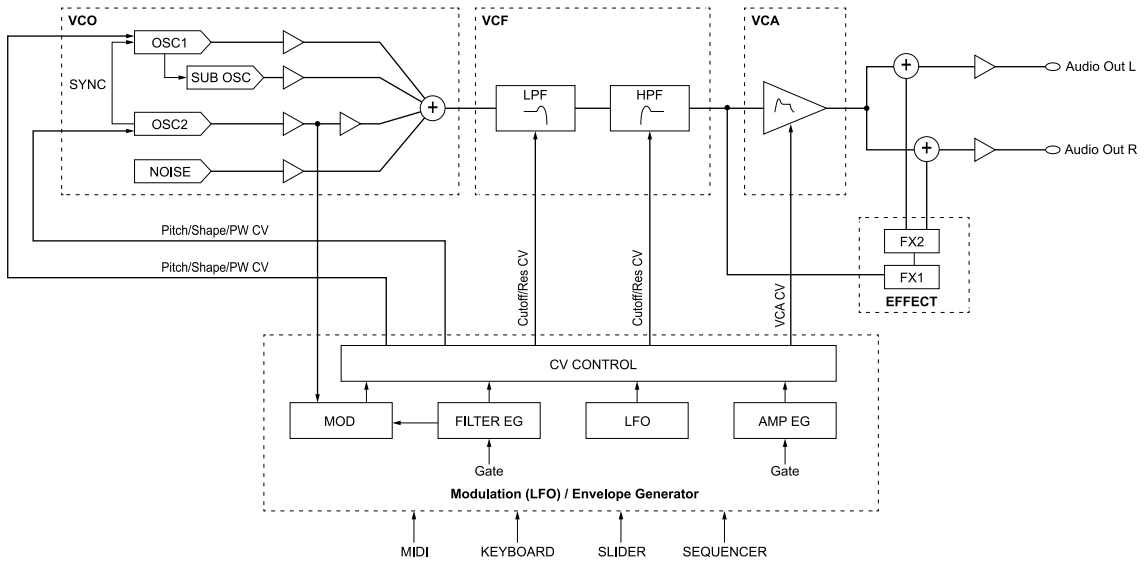 VCO
VCF
VCA
OSC1
SUB OSC
SYNC
OSC2
NOISE
+
LPF
HPF
+
Audio Out L
+
Audio Out R
Pitch/Shape/PW CV
Pitch/Shape/PW CV
Cutoff/Res CV
Cutoff/Res CV
VCA CV
FX2
FX1
EFFECT
CV CONTROL
MOD
FILTER EG
LFO
AMP EG
Gate
Gate
Modulation (LFO) / Envelope Generator
MIDI
KEYBOARD
SLIDER
SEQUENCER